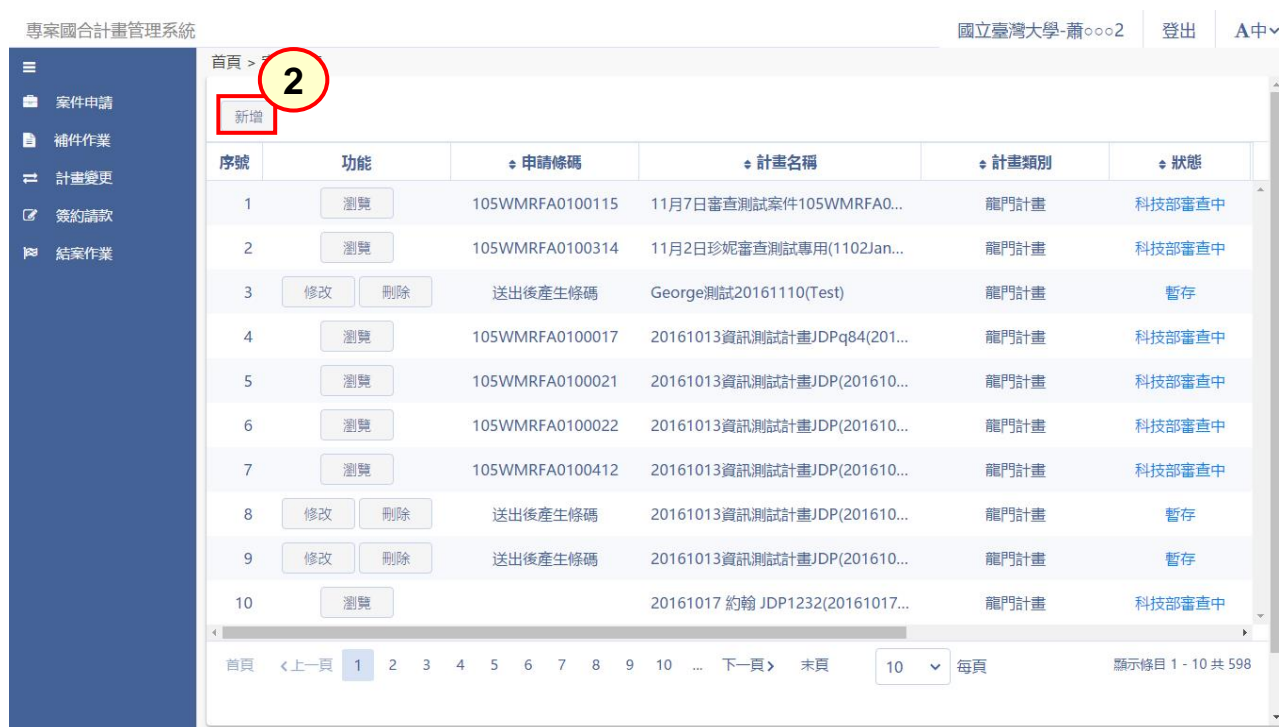 專案國合計畫管理系統 國立臺灣大學-蕭○○○2 登出 A中
首頁 >
2
案件申請
補件作業
計畫變更
簽約請款
結案作業
新增
序號 功能 申請條碼 計畫名稱 計畫類別 狀態
1 瀏覽 105WMRFA0100115 11月7日審查測試案件105WMRFA0... 龍門計畫 科技部審查中
2 瀏覽 105WMRFA0100314 11月2日珍妮審查測試專用(1102Jan... 龍門計畫 科技部審查中
3 修改 刪除 送出後產生條碼 George測試20161110(Test) 龍門計畫 暫存
4 瀏覽 105WMRFA0100017 20161013資訊測試計畫JDPq84(201... 龍門計畫 科技部審查中
5 瀏覽 105WMRFA0100021 20161013資訊測試計畫JDP(201610... 龍門計畫 科技部審查中
6 瀏覽 105WMRFA0100022 20161013資訊測試計畫JDP(201610... 龍門計畫 科技部審查中
7 瀏覽 105WMRFA0100412 20161013資訊測試計畫JDP(201610... 龍門計畫 科技部審查中
8 修改 刪除 送出後產生條碼 20161013資訊測試計畫JDP(201610... 龍門計畫 暫存
9 修改 刪除 送出後產生條碼 20161013資訊測試計畫JDP(201610... 龍門計畫 暫存
10 瀏覽 20161017 約翰 JDP1232(20161017... 龍門計畫 科技部審查中
首頁 上一頁 1 2 3 4 5 6 7 8 9 10 ... 下一頁 末頁 10 每頁 顯示條目 1 - 10 共 598